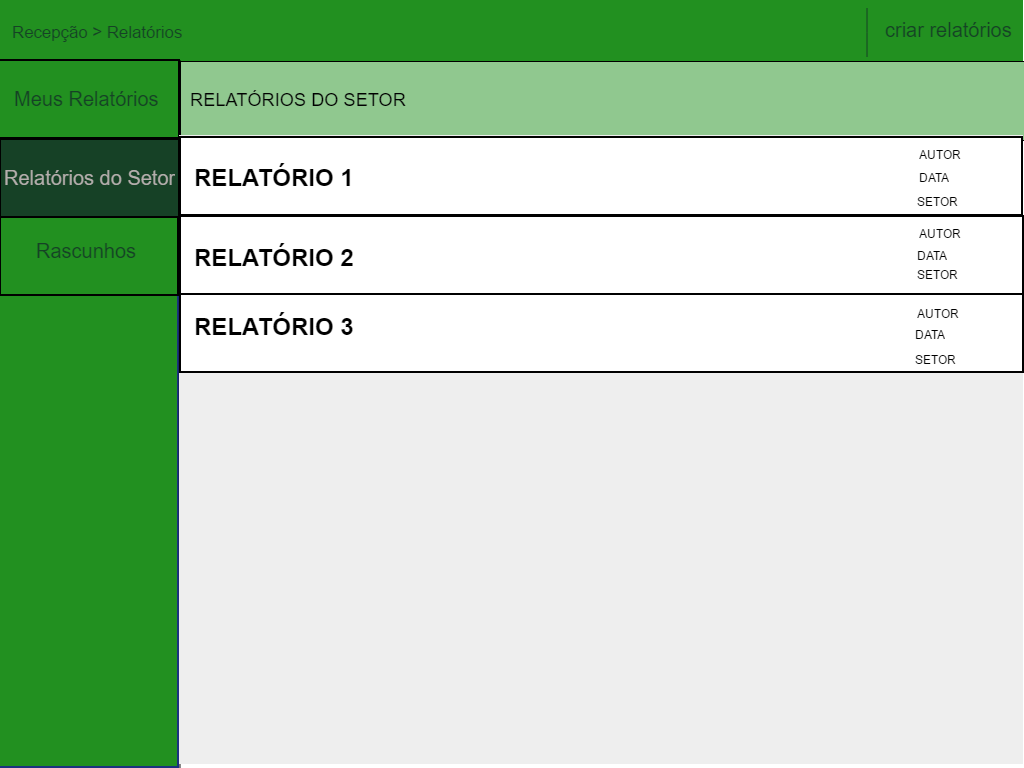 Recepção > Relatórios
criar relatórios
Meus Relatórios
Relatórios do Setor
Rascunhos
RELATÓRIOS DO SETOR
RELATÓRIO 1
AUTOR
DATA
SETOR
RELATÓRIO 2
AUTOR
DATA
SETOR
RELATÓRIO 3
AUTOR
DATA
SETOR